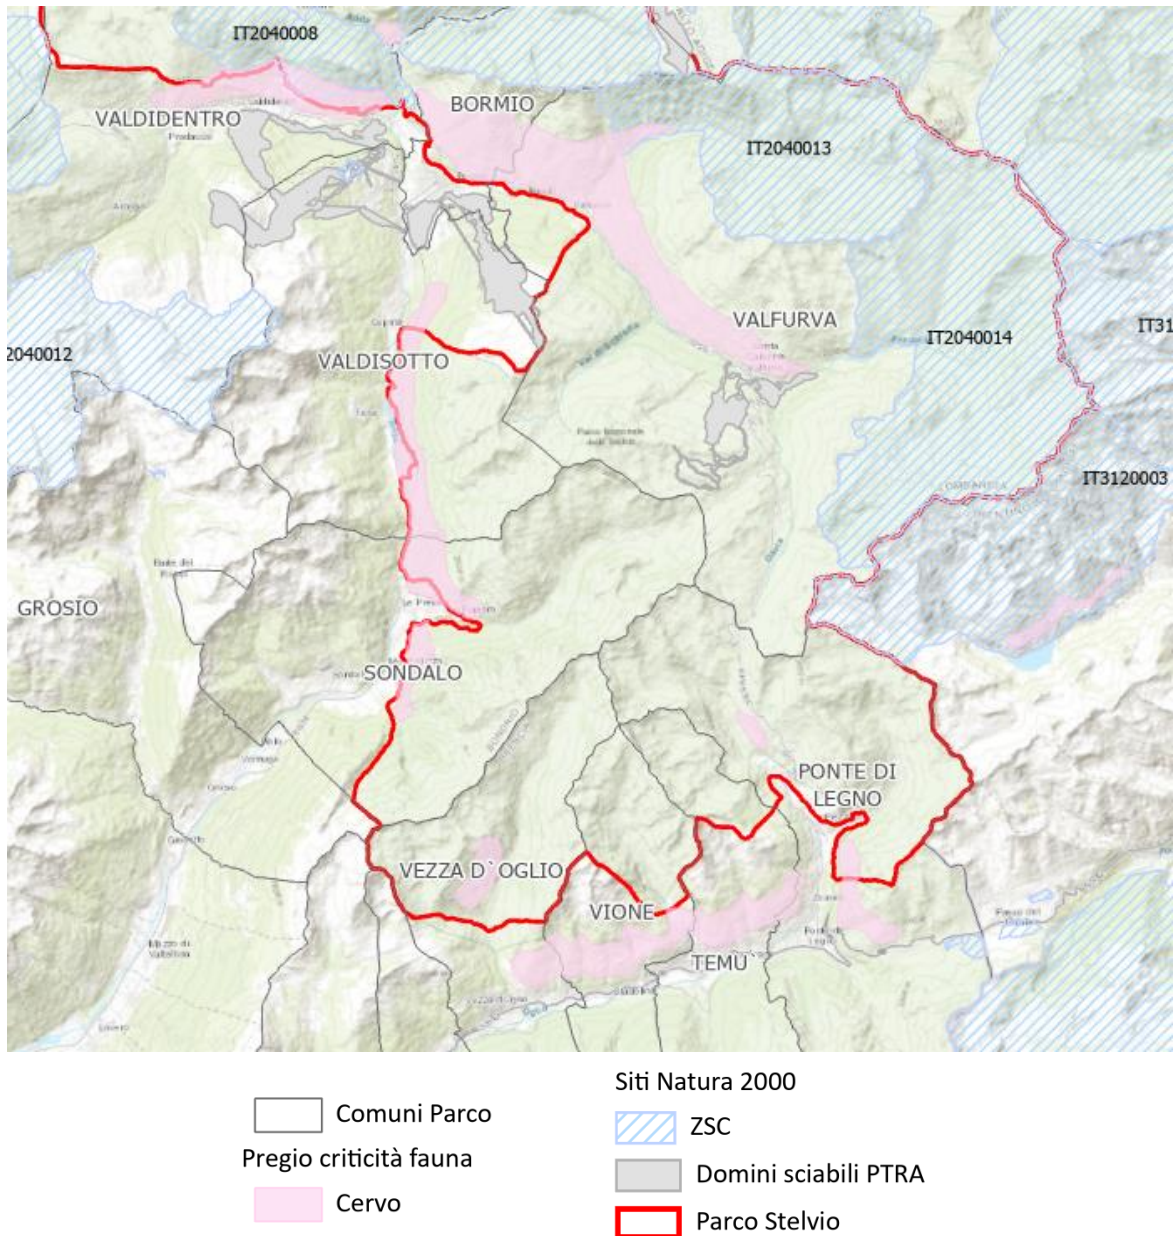 IT2040008
BORMIO
VALDIDENTRO
IT2040013
VALFURVA
IT2040014
IT31
2040012
VALDISOTTO
IT3120003
GROSIO
SONDALO
PONTE DI
LEGNO
VEZZA D`OGLIO
VIONE
TEMU`
Siti Natura 2000
Comuni Parco
ZSC
Pregio criticità fauna
Domini sciabili PTRA
Cervo
Parco Stelvio